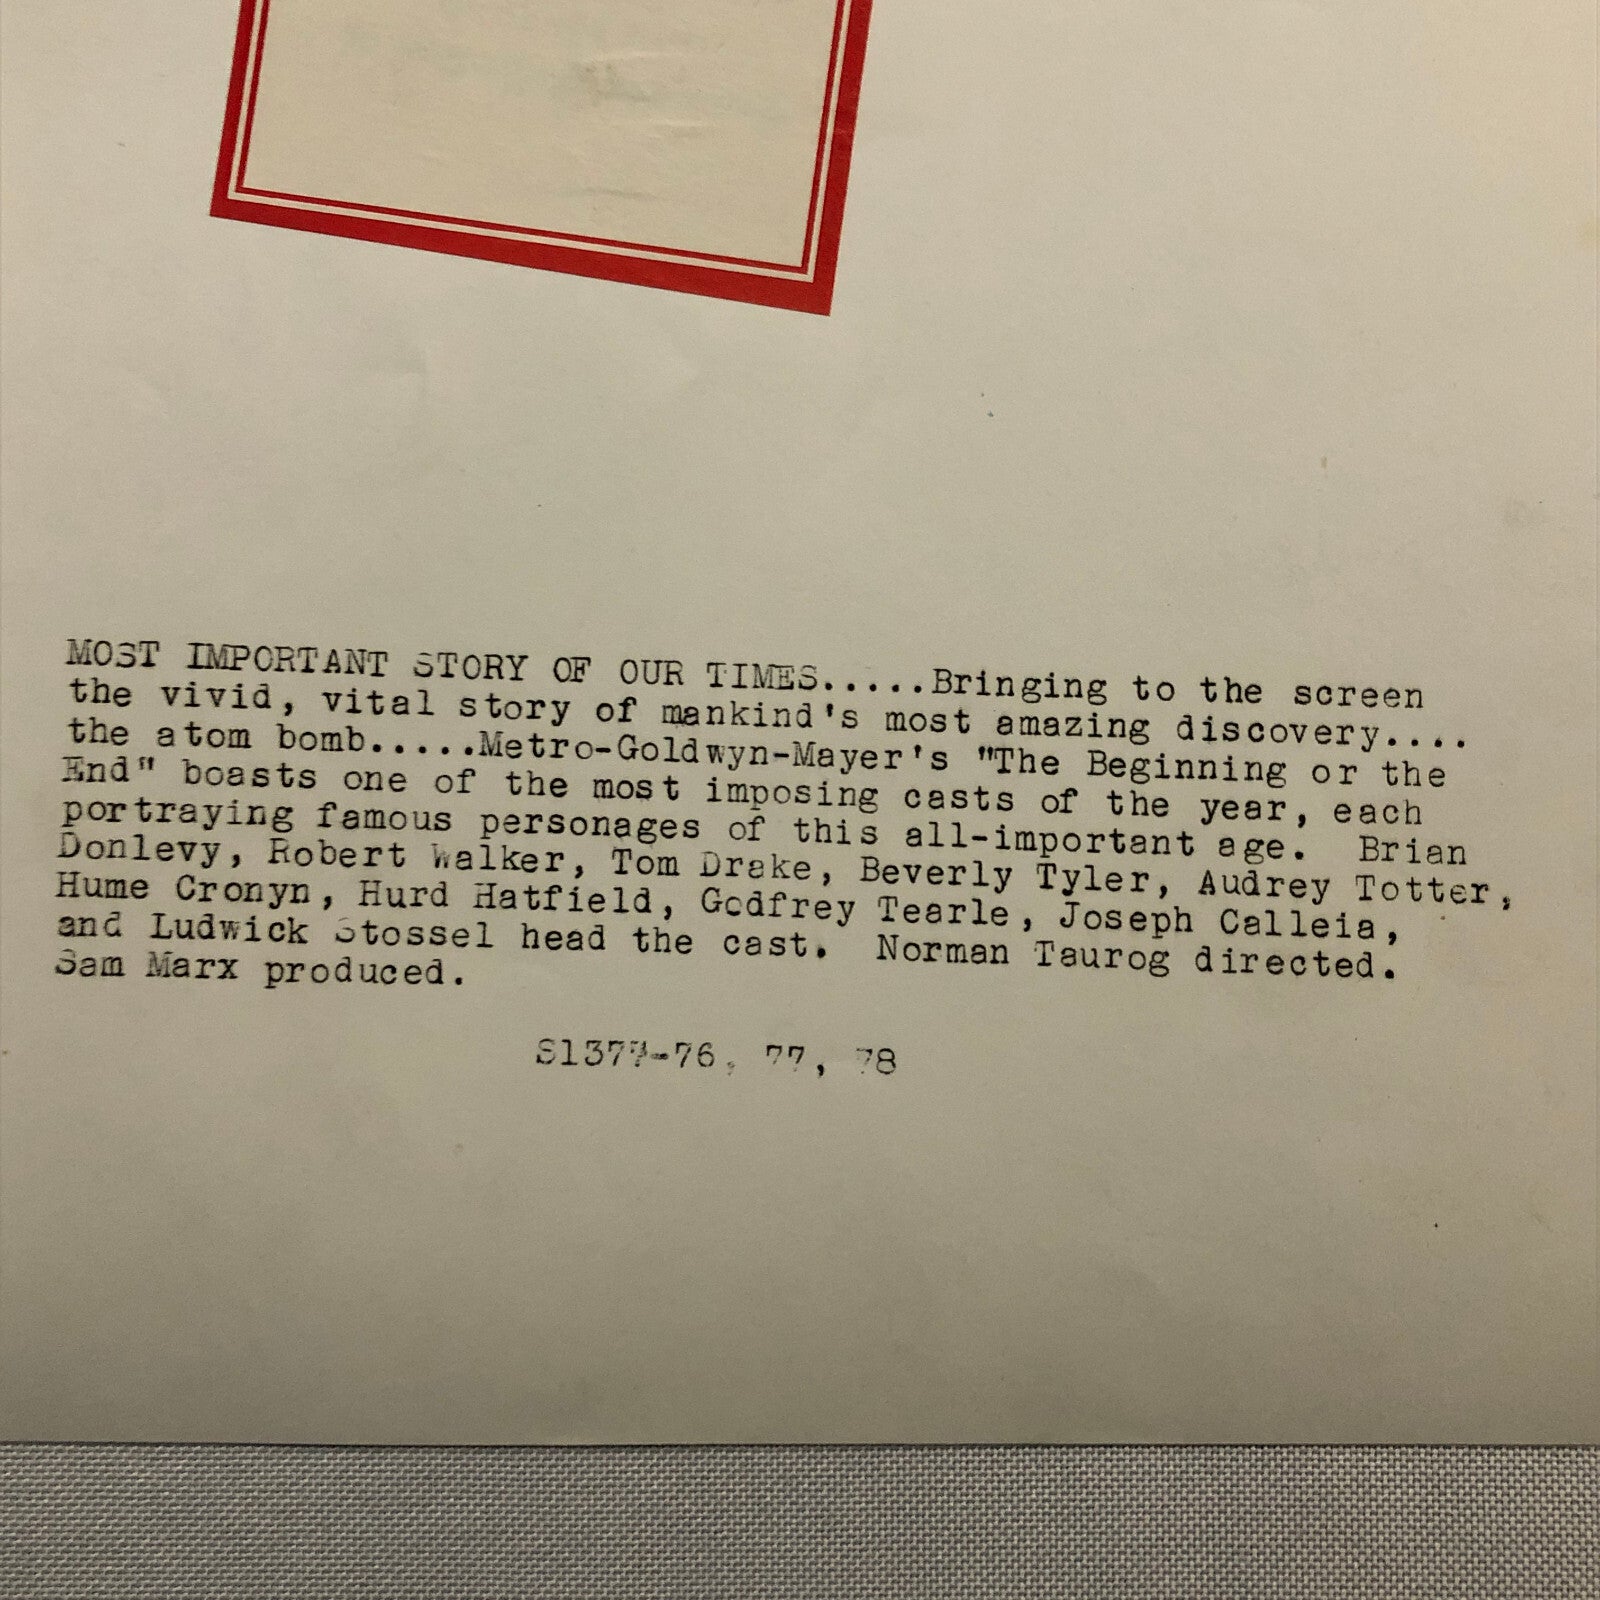 MOST IMPORTANT STORY OF OUR TIMES.....Bringing to the screen
the vivid, vital story of mankind's most amazing discovery....
the atom bomb.....Metro-Goldwyn-Mayer's "The Beginning or the
End" boasts one of the most imposing casts of the year, each
portraying famous personages of this all-important age.  Brian
Donlevy, Robert Walker, Tom Drake, Beverly Tyler, Audrey Totter,
Hume Cronyn, Hurd Hatfield, Godfrey Tearle, Joseph Calleia,
and Ludwick Stossel head the cast.  Norman Taurog directed.
Sam Marx produced.
S1377-76, 77, 78